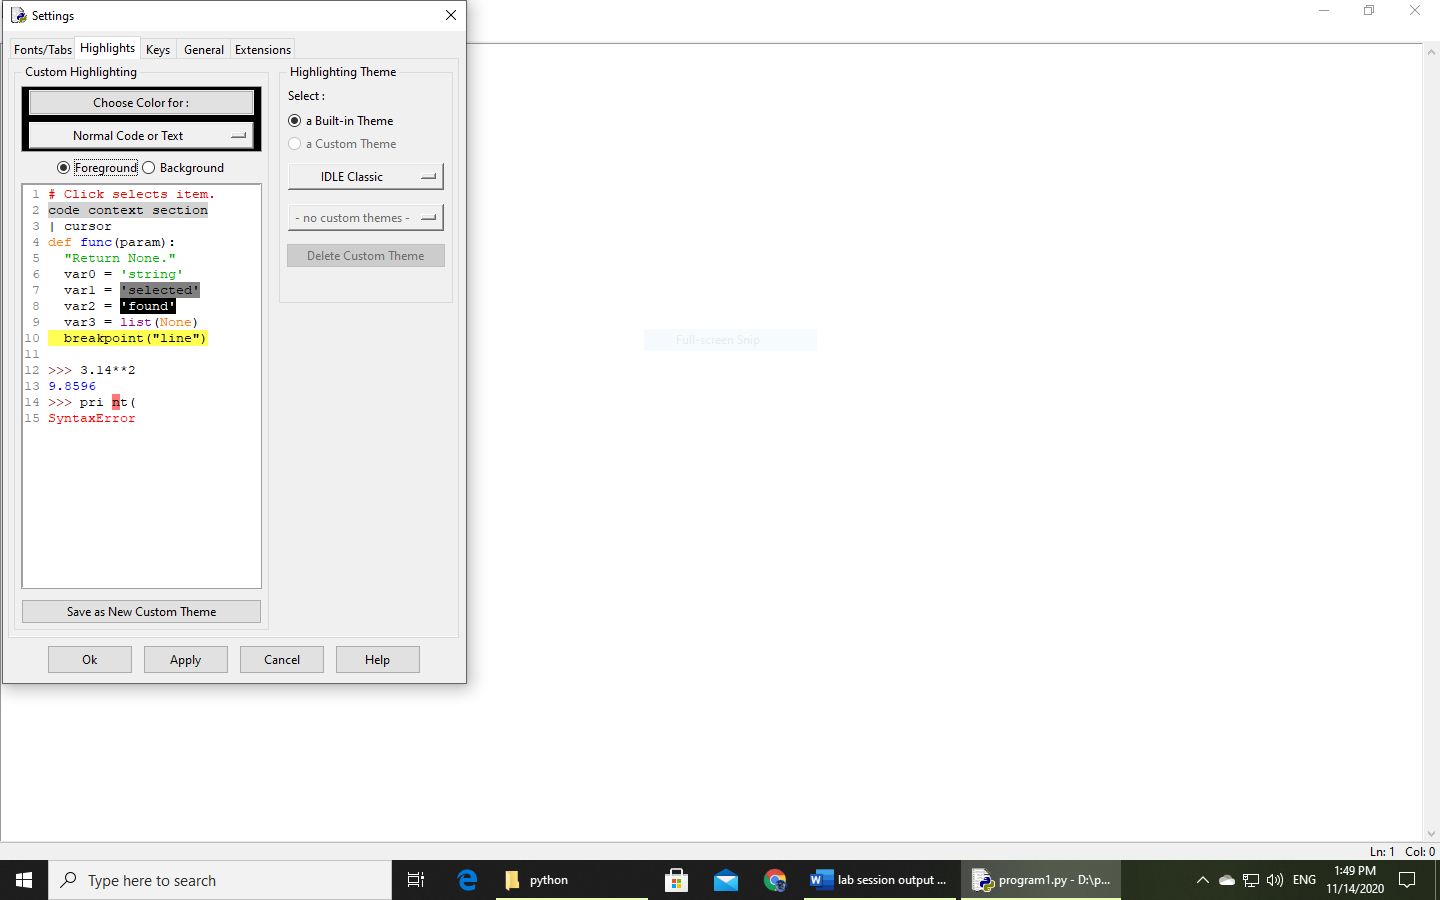 Settings
Fonts/Tabs Highlights Keys General Extensions
Custom Highlighting
Choose Color for :
Normal Code or Text
Foreground Background
1 # Click selects item.
2 code context section
3 | cursor
4 def func(param):
5 "Return None."
6 var0 = 'string'
7 var1 = 'selected'
8 var2 = 'found'
9 var3 = list(None)
10 breakpoint("line")
11
12 >>> 3.14**2
13 9.8596
14 >>> pri nt(
15 SyntaxError
Save as New Custom Theme
Highlighting Theme
Select :
a Built-in Theme
a Custom Theme
IDLE Classic
- no custom themes -
Delete Custom Theme
Ok Apply Cancel Help
Full-screen Snip
Ln: 1 Col: 0
Type here to search
python
lab session output ...
program1.py - D:\p...
ENG
1:49 PM
11/14/2020